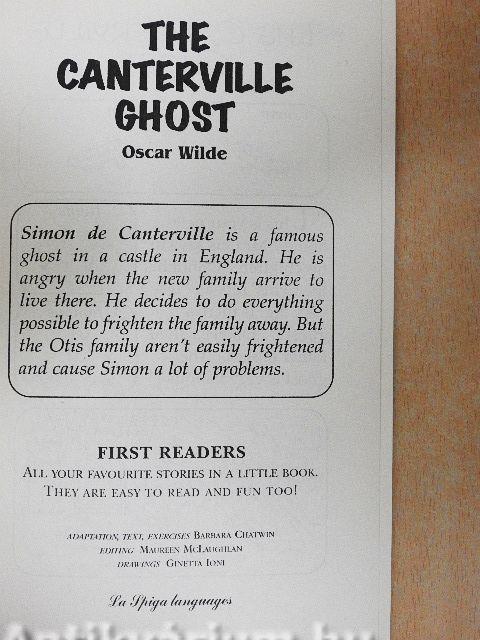 THE
CANTERVILLE
GHOST
Oscar Wilde
Simon de Canterville is a famous
ghost in a castle in England. He is
angry when the new family arrive to
live there. He decides to do everything
possible to frighten the family away. But
the Otis family aren't easily frightened
and cause Simon a lot of problems.
FIRST READERS
ALL YOUR FAVOURITE STORIES IN A LITTLE BOOK.
THEY ARE EASY TO READ AND FUN TOO!
ADAPTATION, TEXT, EXERCISES BARBARA CHATWIN
EDITING MAUREEN MCLAUGHLAN
DRAWINGS GINETTA IONI
La Spiga languages